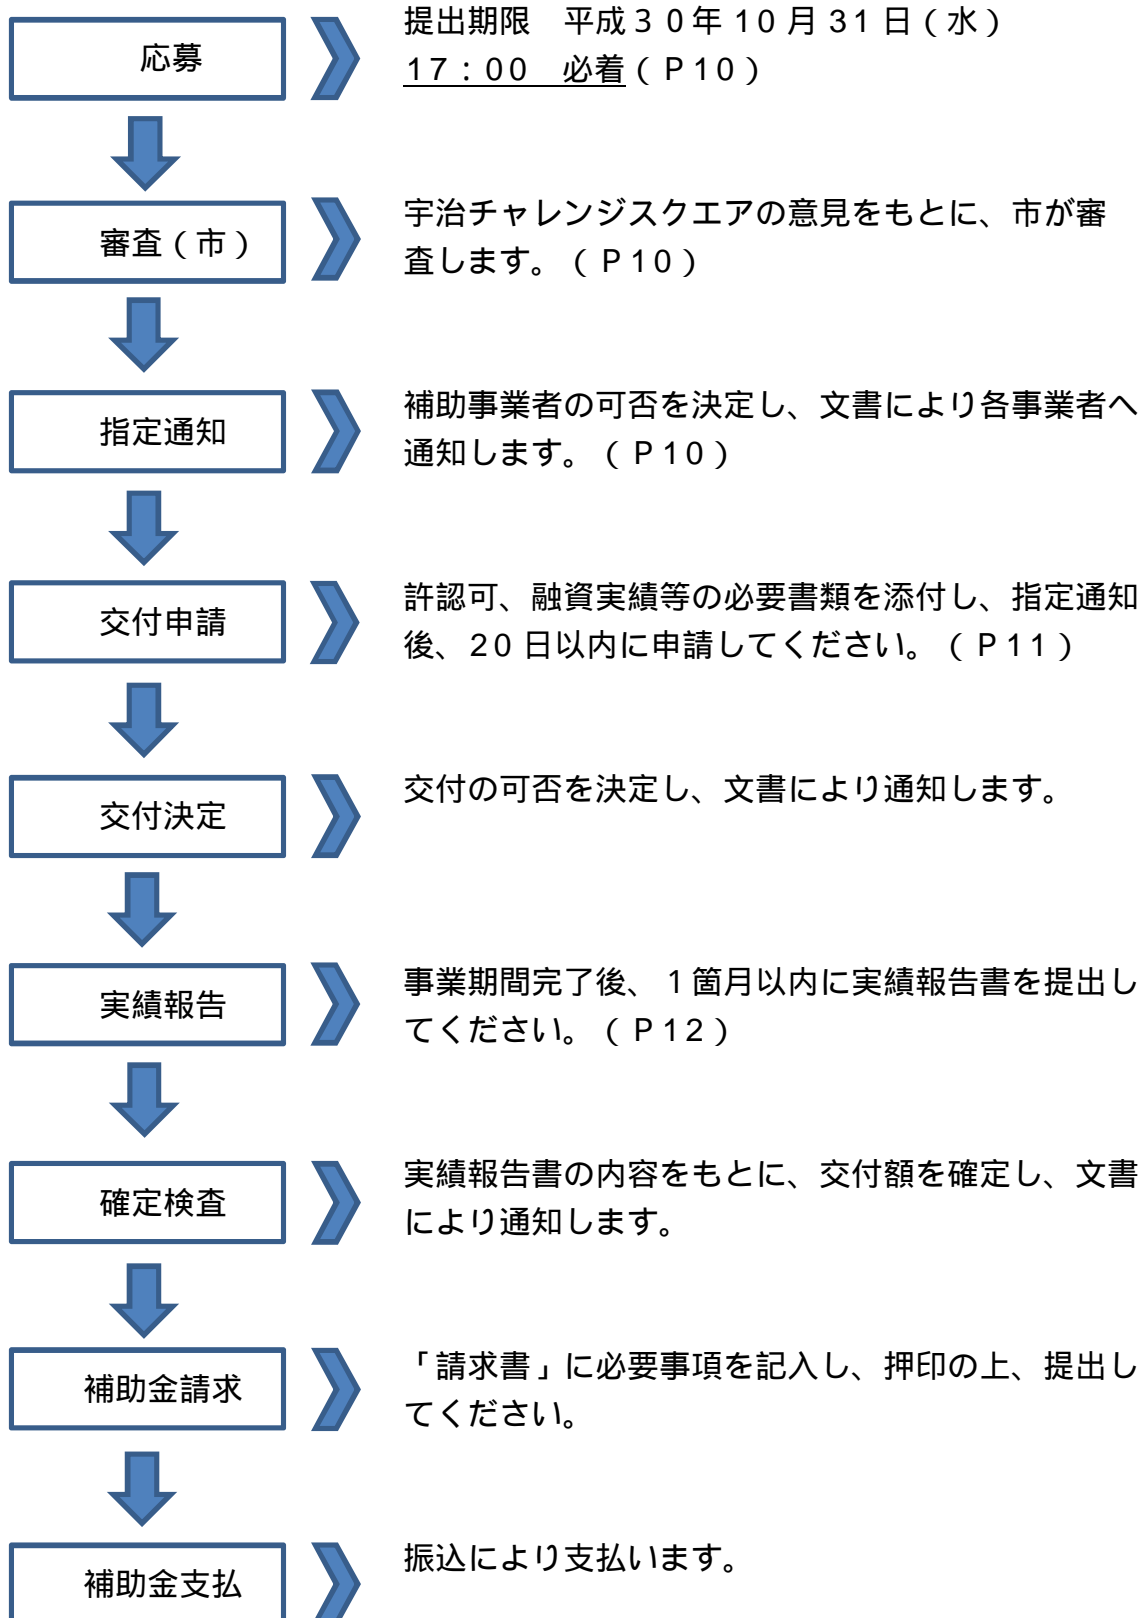 応募
提出期限　平成３０年 10 月 31 日（水）
17：00　必着（Ｐ10）
審査（市）
宇治チャレンジスクエアの意見をもとに、市が審
査します。（Ｐ10）
指定通知
補助事業者の可否を決定し、文書により各事業者へ
通知します。（Ｐ10）
交付申請
許認可、融資実績等の必要書類を添付し、指定通知
後、20 日以内に申請してください。（Ｐ11）
交付決定
交付の可否を決定し、文書により通知します。
実績報告
事業期間完了後、1 箇月以内に実績報告書を提出し
てください。（Ｐ12）
確定検査
実績報告書の内容をもとに、交付額を確定し、文書
により通知します。
補助金請求
「請求書」に必要事項を記入し、押印の上、提出し
てください。
補助金支払
振込により支払います。